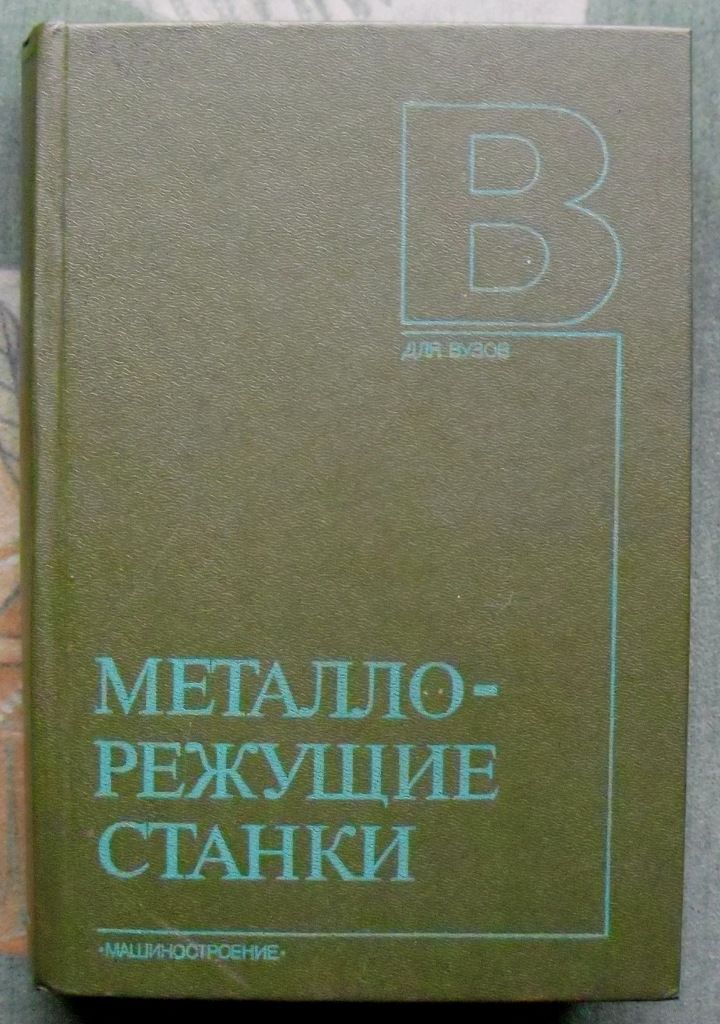 В
ДЛЯ ВУЗОВ
МЕТАЛЛО-
РЕЖУЩИЕ
СТАНКИ
•МАШИНОСТРОЕНИЕ•